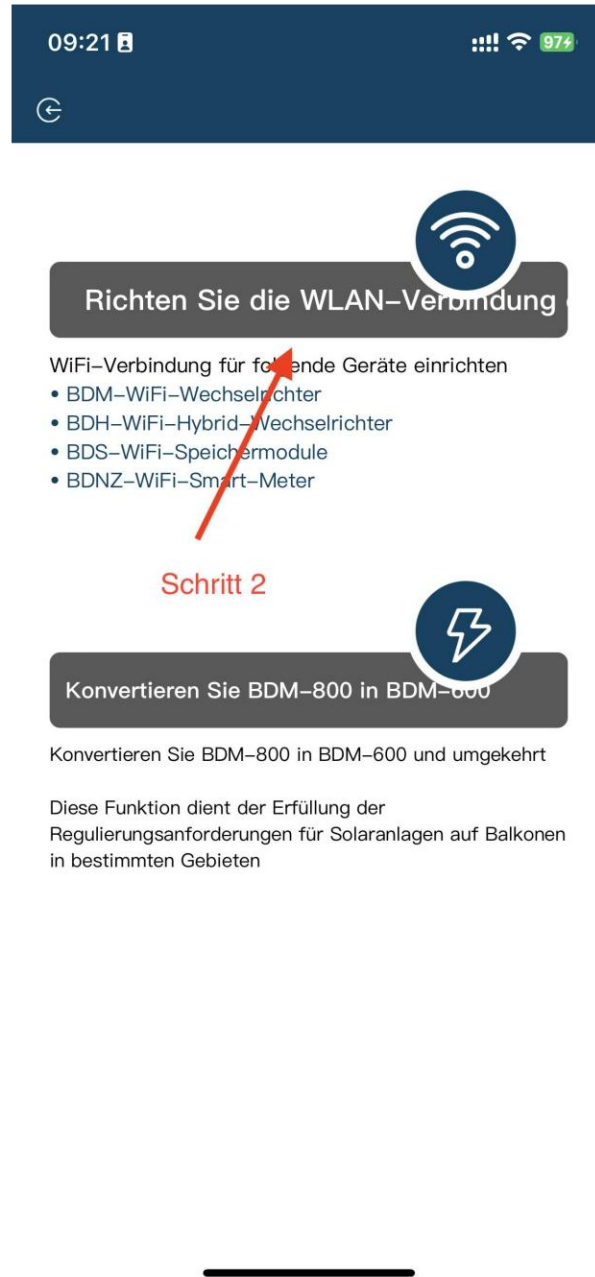 09:21
97
Richten Sie die WLAN-Verbindung
WiFi-Verbindung für folgende Geräte einrichten
• BDM-WiFi-Wechselrichter
• BDH-WiFi-Hybrid-Wechselrichter
• BDS-WiFi-Speichermodule
• BDNZ-WiFi-Smart-Meter
Schritt 2
Konvertieren Sie BDM-800 in BDM-600
Konvertieren Sie BDM-800 in BDM-600 und umgekehrt
Diese Funktion dient der Erfüllung der
Regulierungsanforderungen für Solaranlagen auf Balkonen
in bestimmten Gebieten